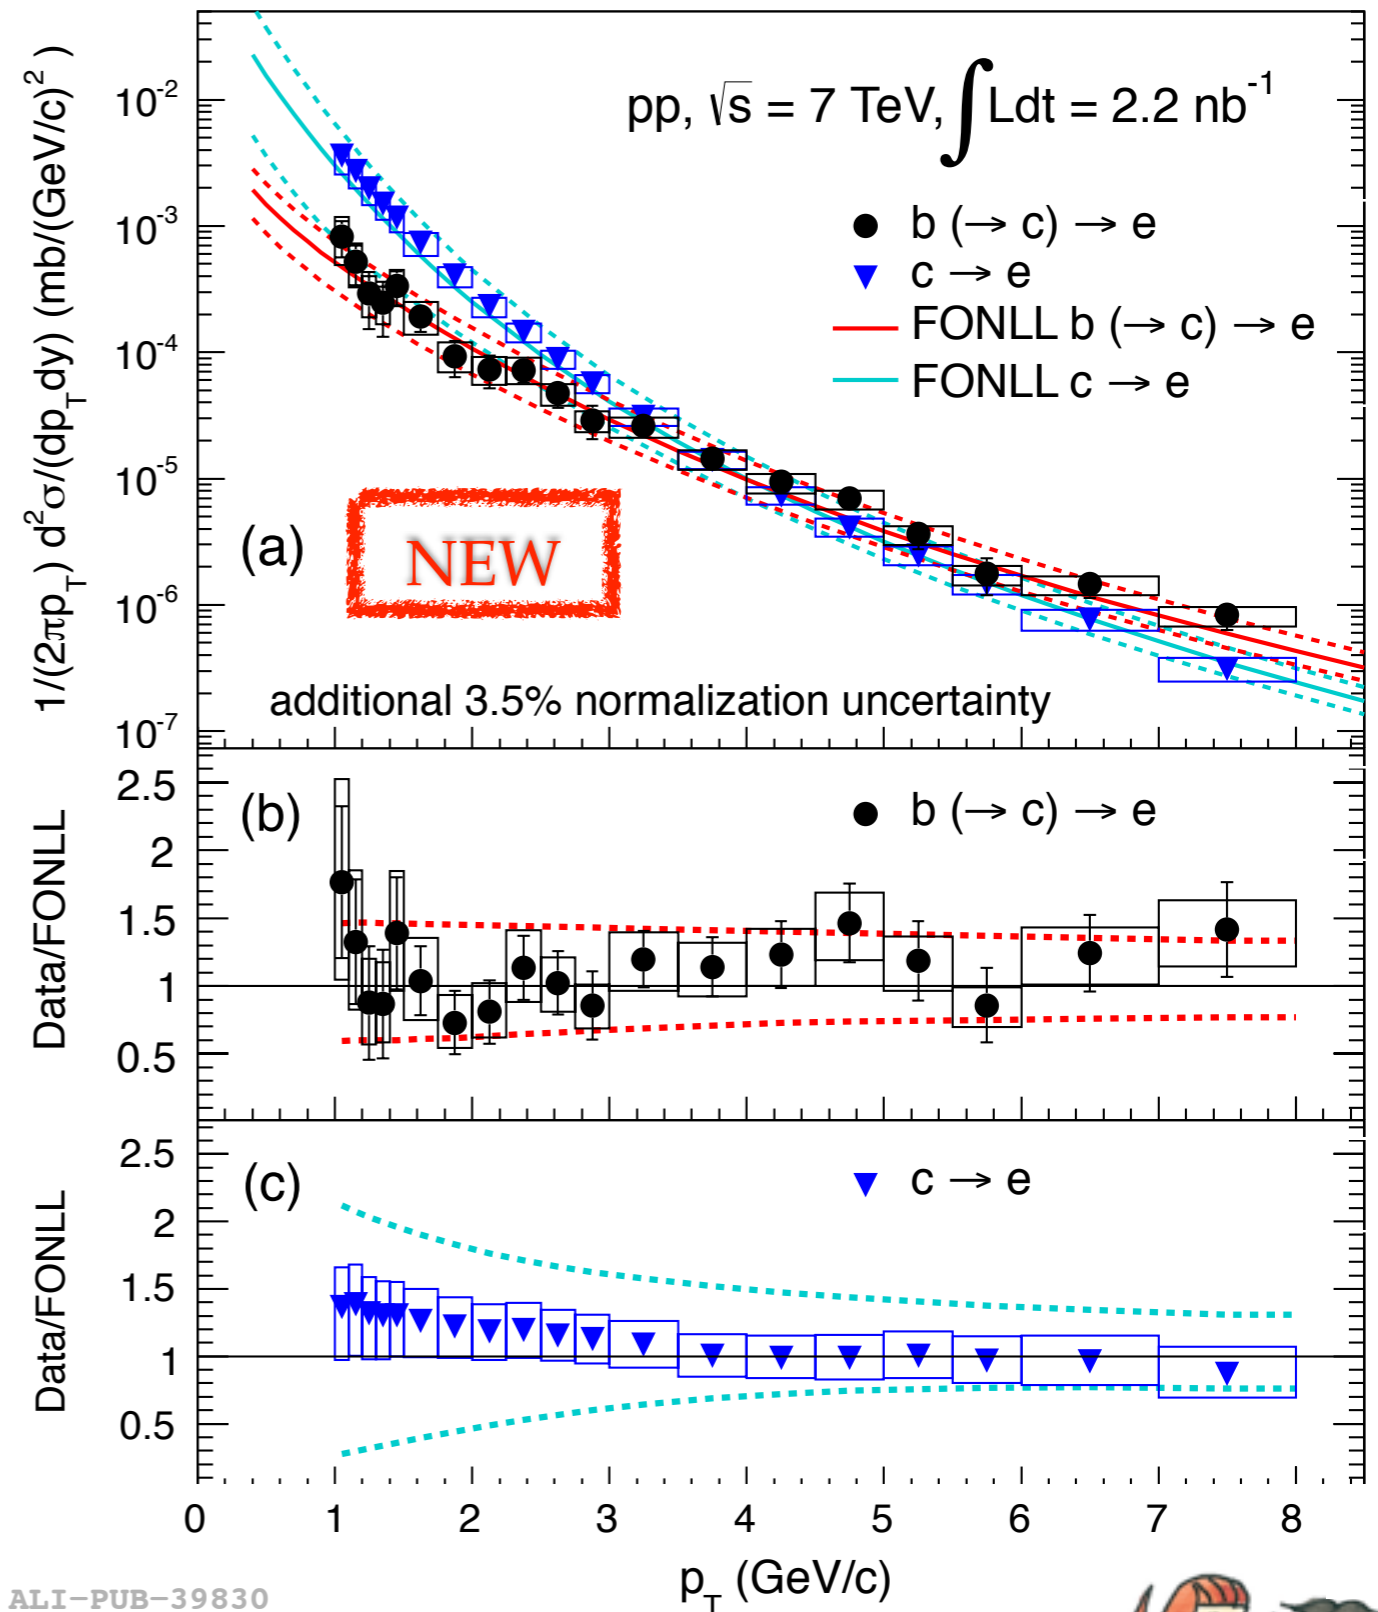 1/(2πp_T) d²σ/(dp_T dy) (mb/(GeV/c)²)
10⁻²
10⁻³
10⁻⁴
10⁻⁵
10⁻⁶
10⁻⁷
pp, √s = 7 TeV, ∫Ldt = 2.2 nb⁻¹
b (→ c) → e
c → e
FONLL b (→ c) → e
FONLL c → e
(a)
NEW
additional 3.5% normalization uncertainty
Data/FONLL
2.5
2
1.5
1
0.5
(b)
b (→ c) → e
Data/FONLL
2.5
2
1.5
1
0.5
(c)
c → e
0 1 2 3 4 5 6 7 8
p_T (GeV/c)
ALI-PUB-39830